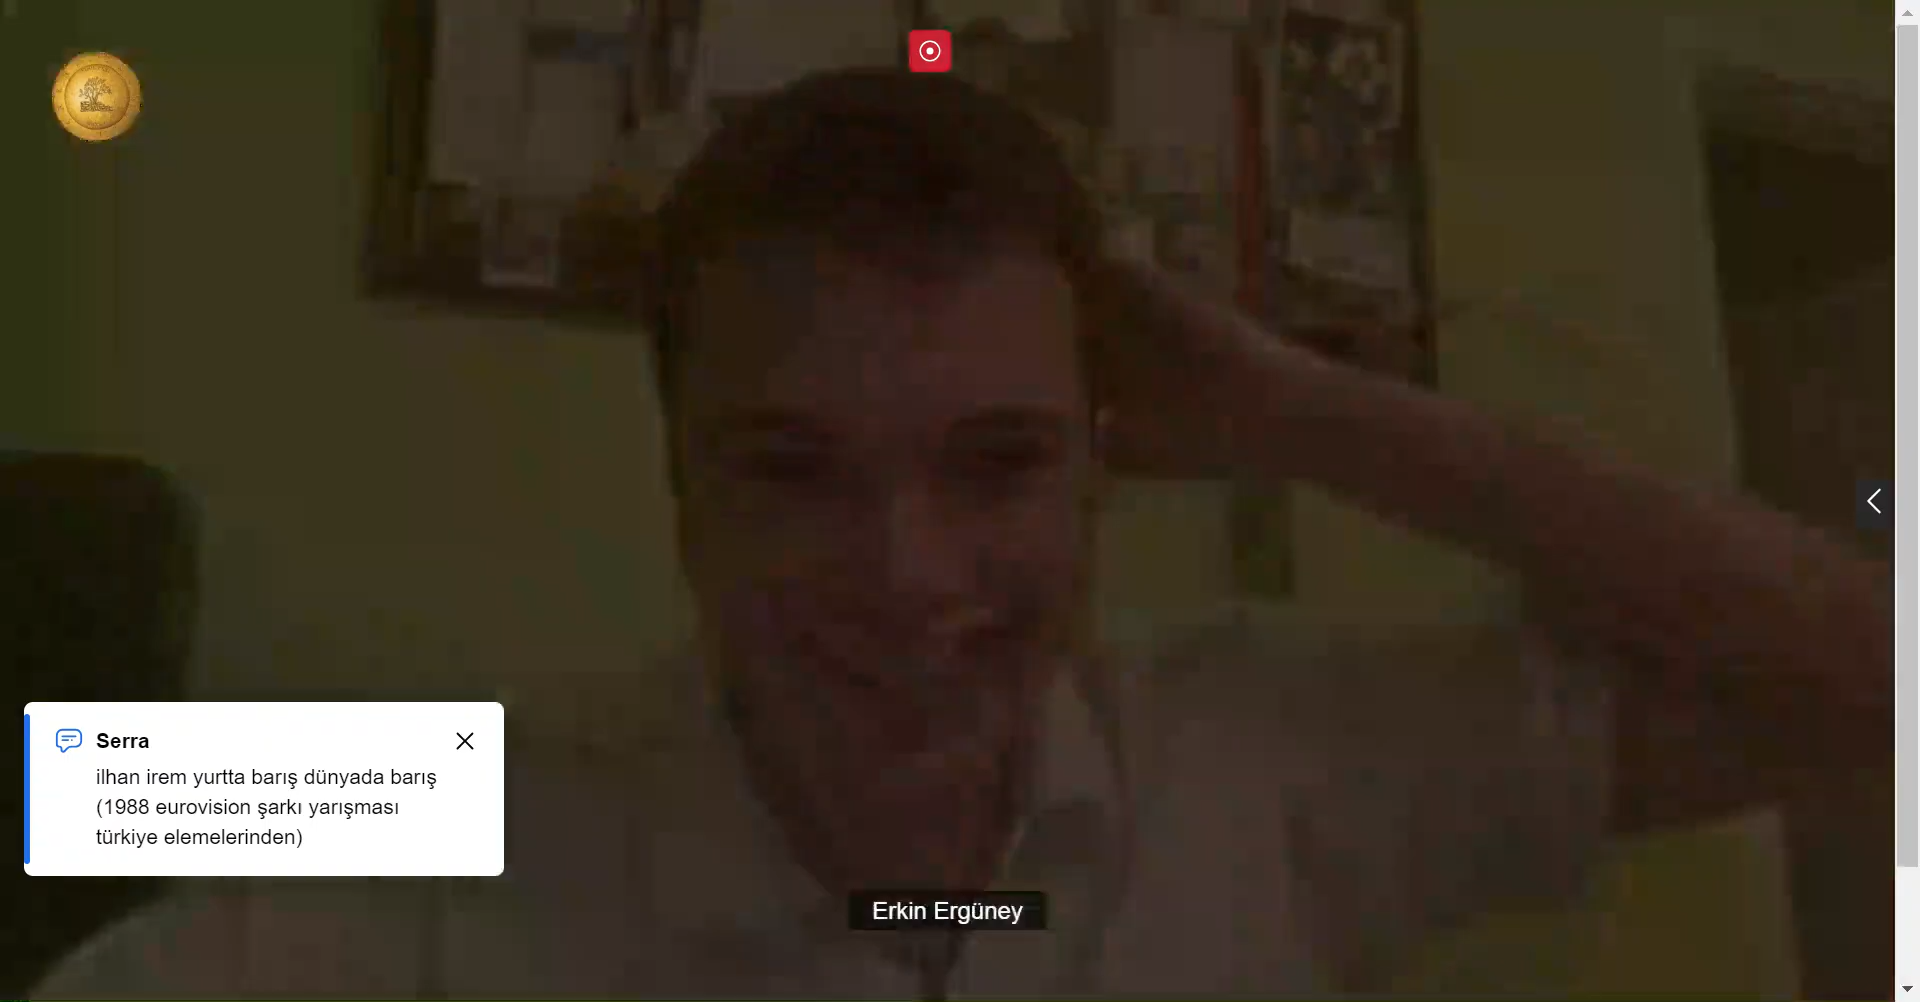 Serra
ilhan irem yurtta barış dünyada barış
(1988 eurovision şarkı yarışması
türkiye elemelerinden)
Erkin Ergüney